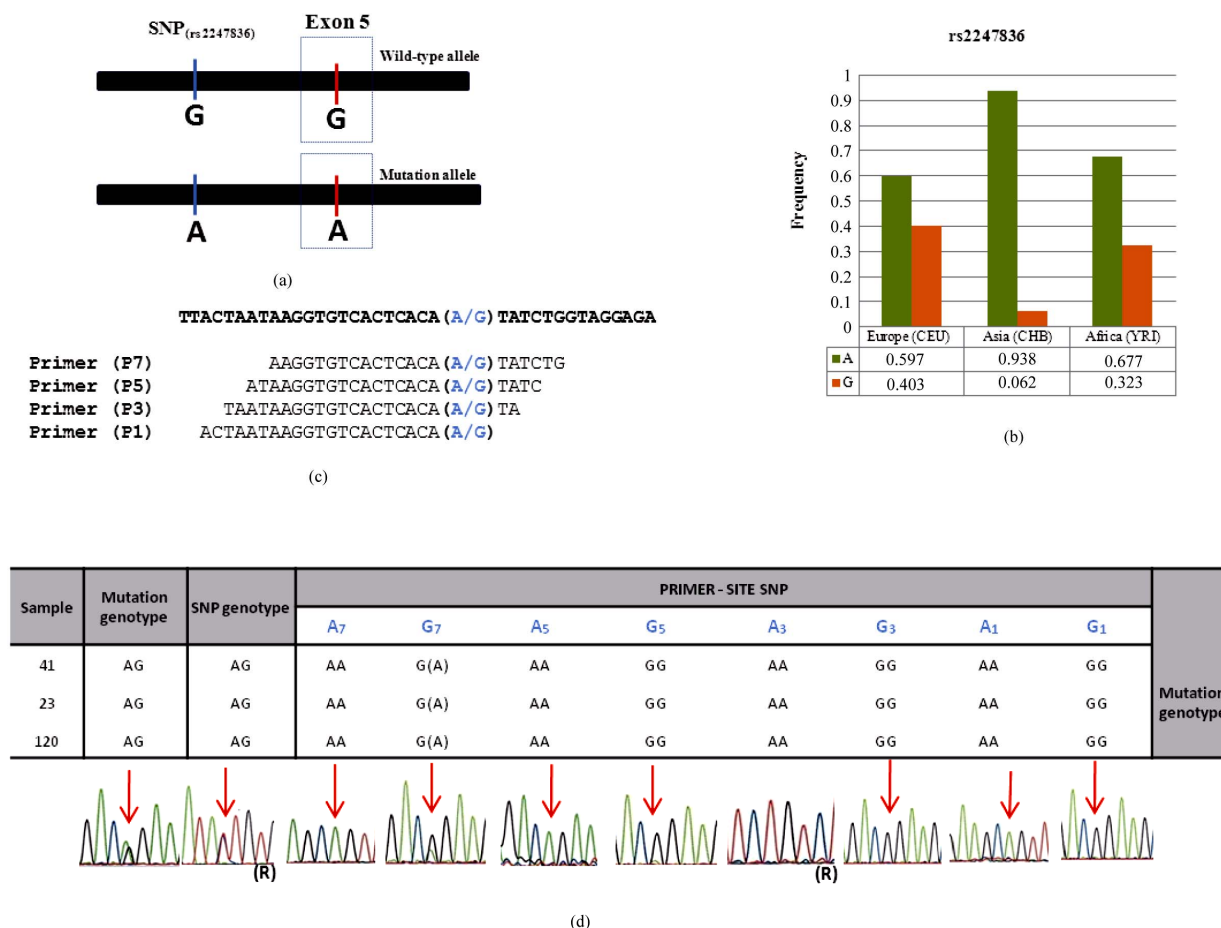 (a)
SNP(rs2247836)
Exon 5
Wild-type allele
G
G
Mutation allele
A
A
(a)
rs2247836
Frequency
1
0.9
0.8
0.7
0.6
0.5
0.4
0.3
0.2
0.1
0
Europe (CEU) Asia (CHB) Africa (YRI)
A 0.597 0.938 0.677
G 0.403 0.062 0.323
(b)
TTACTAATAAGGTGTCACTCACA(A/G)TATCTGGTAGGAGA
Primer (P7) AAGGTGTCACTCACA(A/G)TATCTG
Primer (P5) ATAAGGTGTCACTCACA(A/G)TATC
Primer (P3) TAATAAGGTGTCACTCACA(A/G)TA
Primer (P1) ACTAATAAGGTGTCACTCACA(A/G)
(c)
Sample Mutation genotype SNP genotype PRIMER - SITE SNP Mutation genotype
A7 G7 A5 G5 A3 G3 A1 G1
41 AG AG AA G(A) AA GG AA GG AA GG
23 AG AG AA G(A) AA GG AA GG AA GG
120 AG AG AA G(A) AA GG AA GG AA GG
(R) (R)
(d)